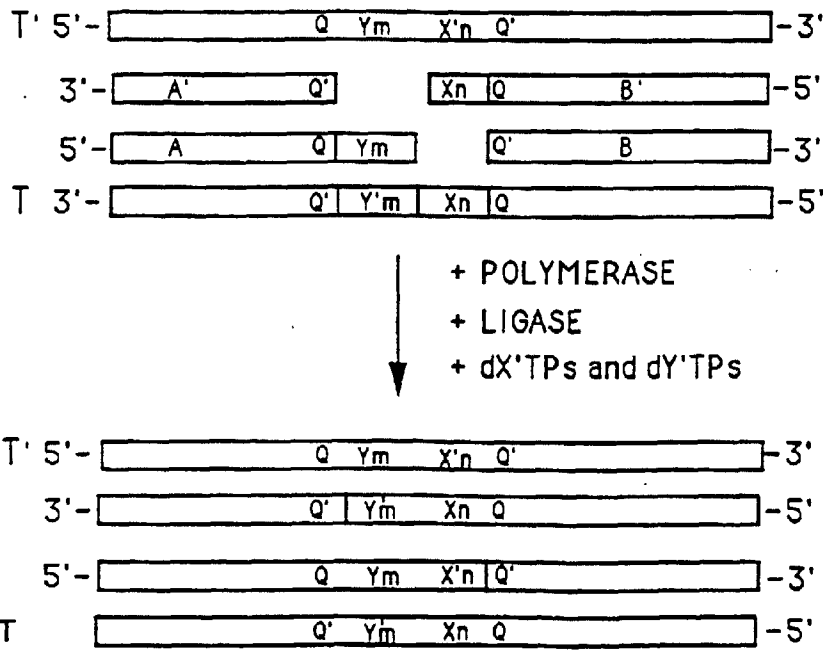 T' 5'- Q Ym X'n Q' -3'
3'- A' Q' Xn Q B' -5'
5'- A Q Ym Q' B -3'
T 3'- Q' Y'm Xn Q -5'
+ POLYMERASE
+ LIGASE
+ dX'TPs and dY'TPs
T' 5'- Q Ym X'n Q' -3'
3'- Q' Y'm Xn Q -5'
5'- Q Ym X'n Q' -3'
T Q' Y'm Xn Q -5'